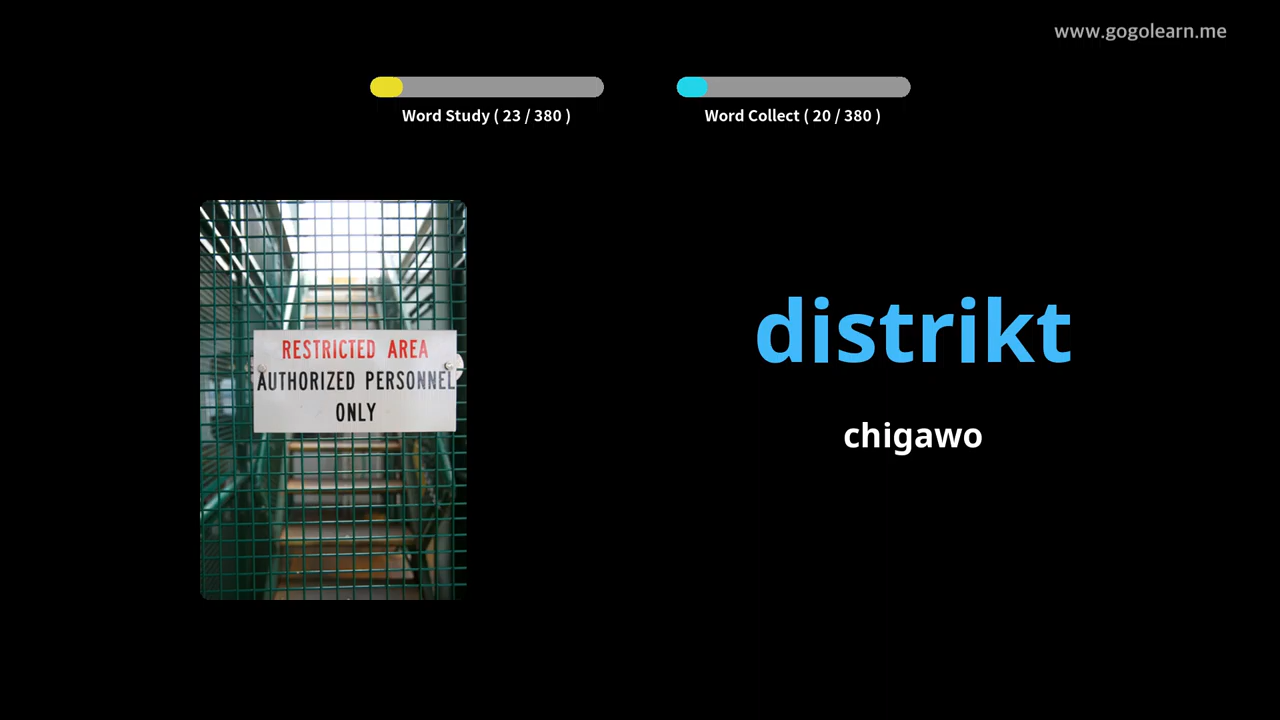 www.gogolearn.me
Word Study ( 23 / 380 )
Word Collect ( 20 / 380 )
RESTRICTED AREA
AUTHORIZED PERSONNEL
ONLY
distrikt
chigawo